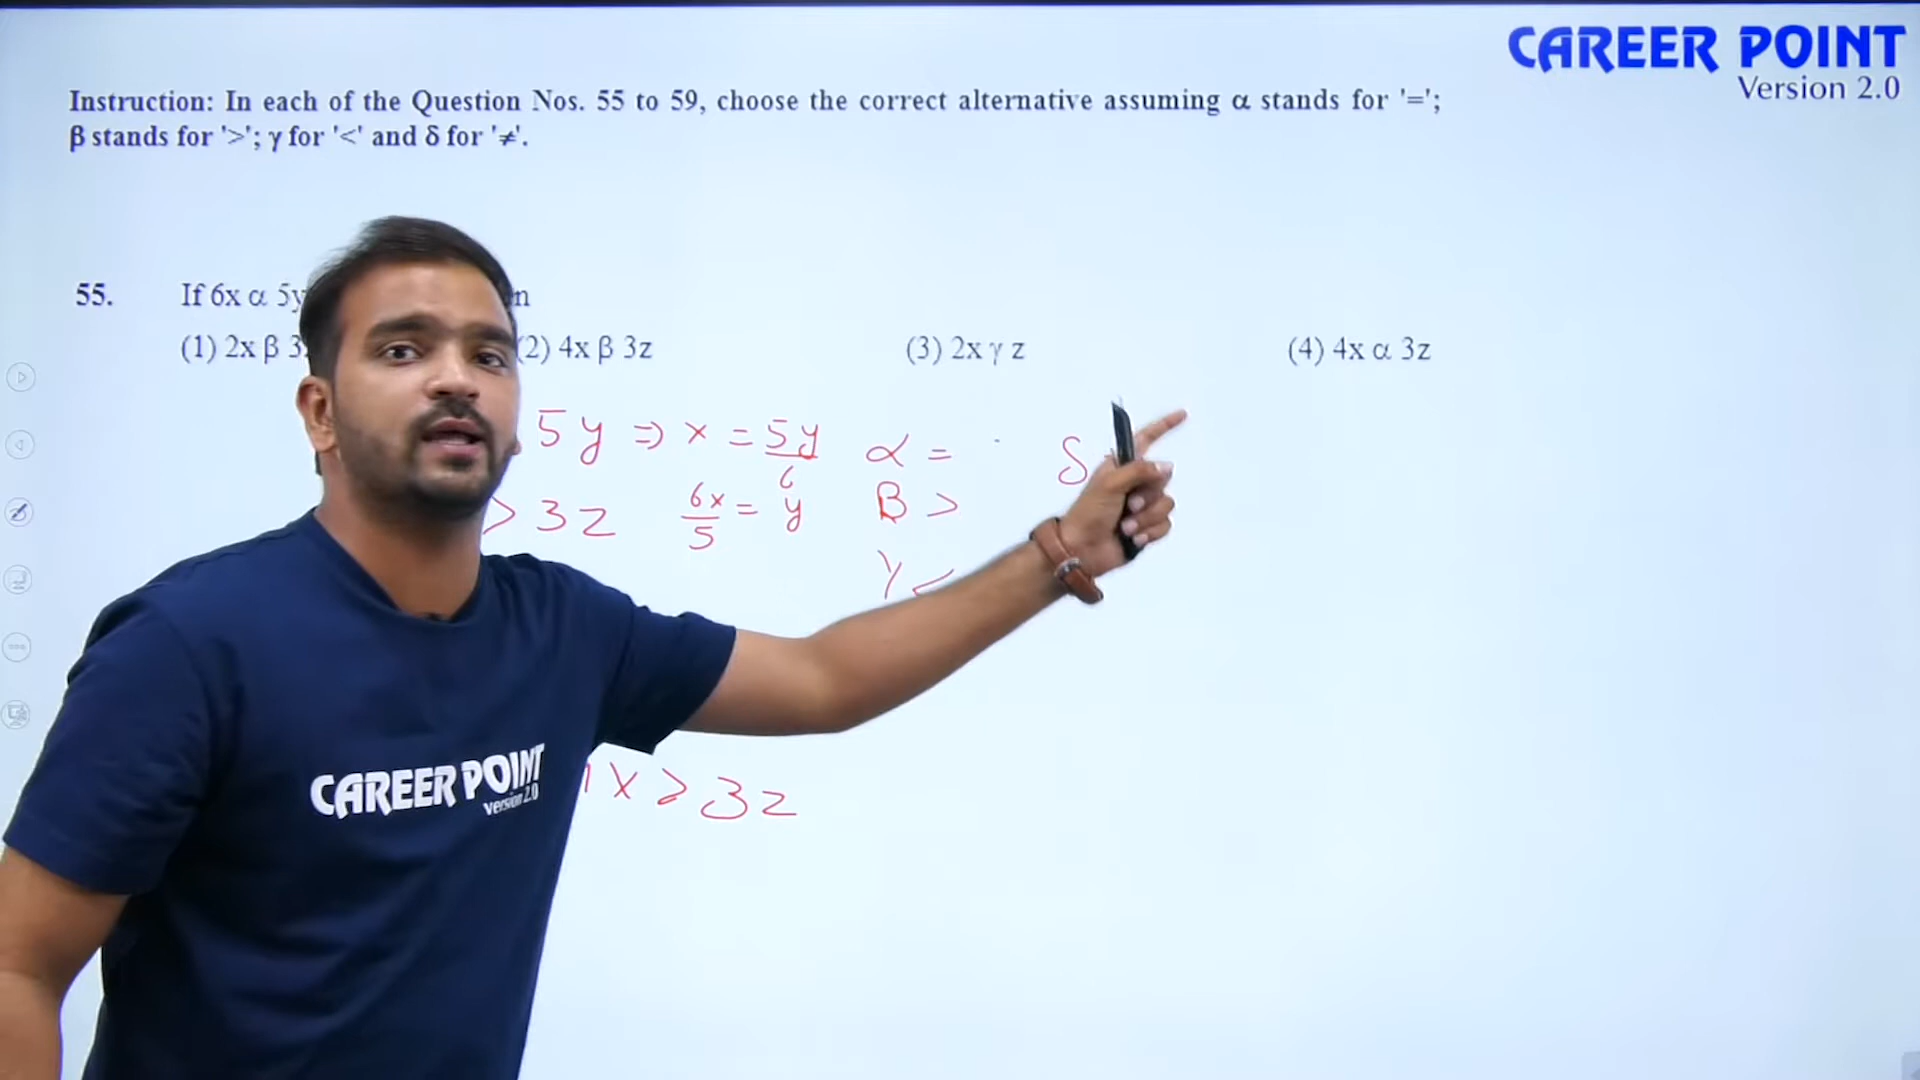 CAREER POINT
Version 2.0
Instruction: In each of the Question Nos. 55 to 59, choose the correct alternative assuming α stands for '=';
β stands for '>'; γ for '<' and δ for '≠'.
55. If 6x α 5y
(1) 2x β 3 (2) 4x β 3z (3) 2x γ z (4) 4x α 3z
5y ⇒ x = 5y/6
> 3z
6x/5 = y
α =
β >
γ <
δ
x > 3z
CAREER POINT
Version 2.0